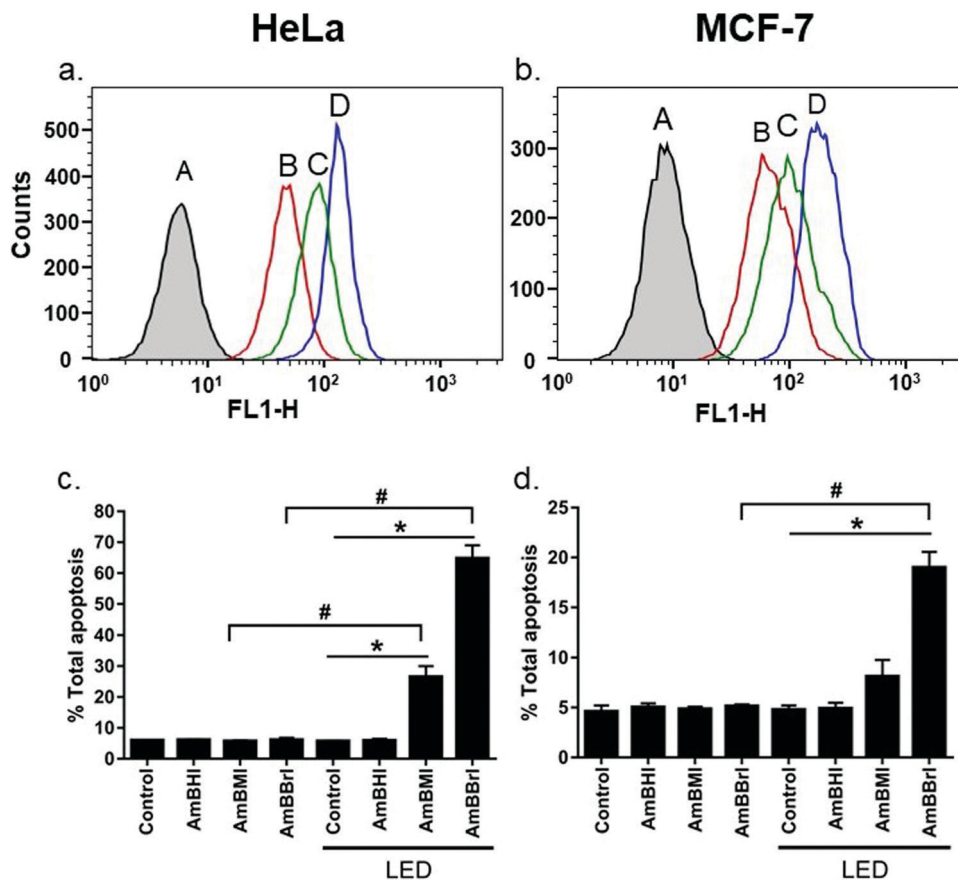 HeLa
MCF-7
a.
b.
A
B
C
D
A
B
C
D
Counts
500
400
300
200
100
0
300
200
100
0
10⁰
10¹
10²
10³
10⁰
10¹
10²
10³
FL1-H
FL1-H
c.
d.
% Total apoptosis
80
70
60
50
40
30
20
10
0
#
*
#
*
Control
AmBHI
AmBMI
AmBBrI
Control
AmBHI
AmBMI
AmBBrI
LED
% Total apoptosis
25
20
15
10
5
0
#
*
Control
AmBHI
AmBMI
AmBBrI
Control
AmBHI
AmBMI
AmBBrI
LED